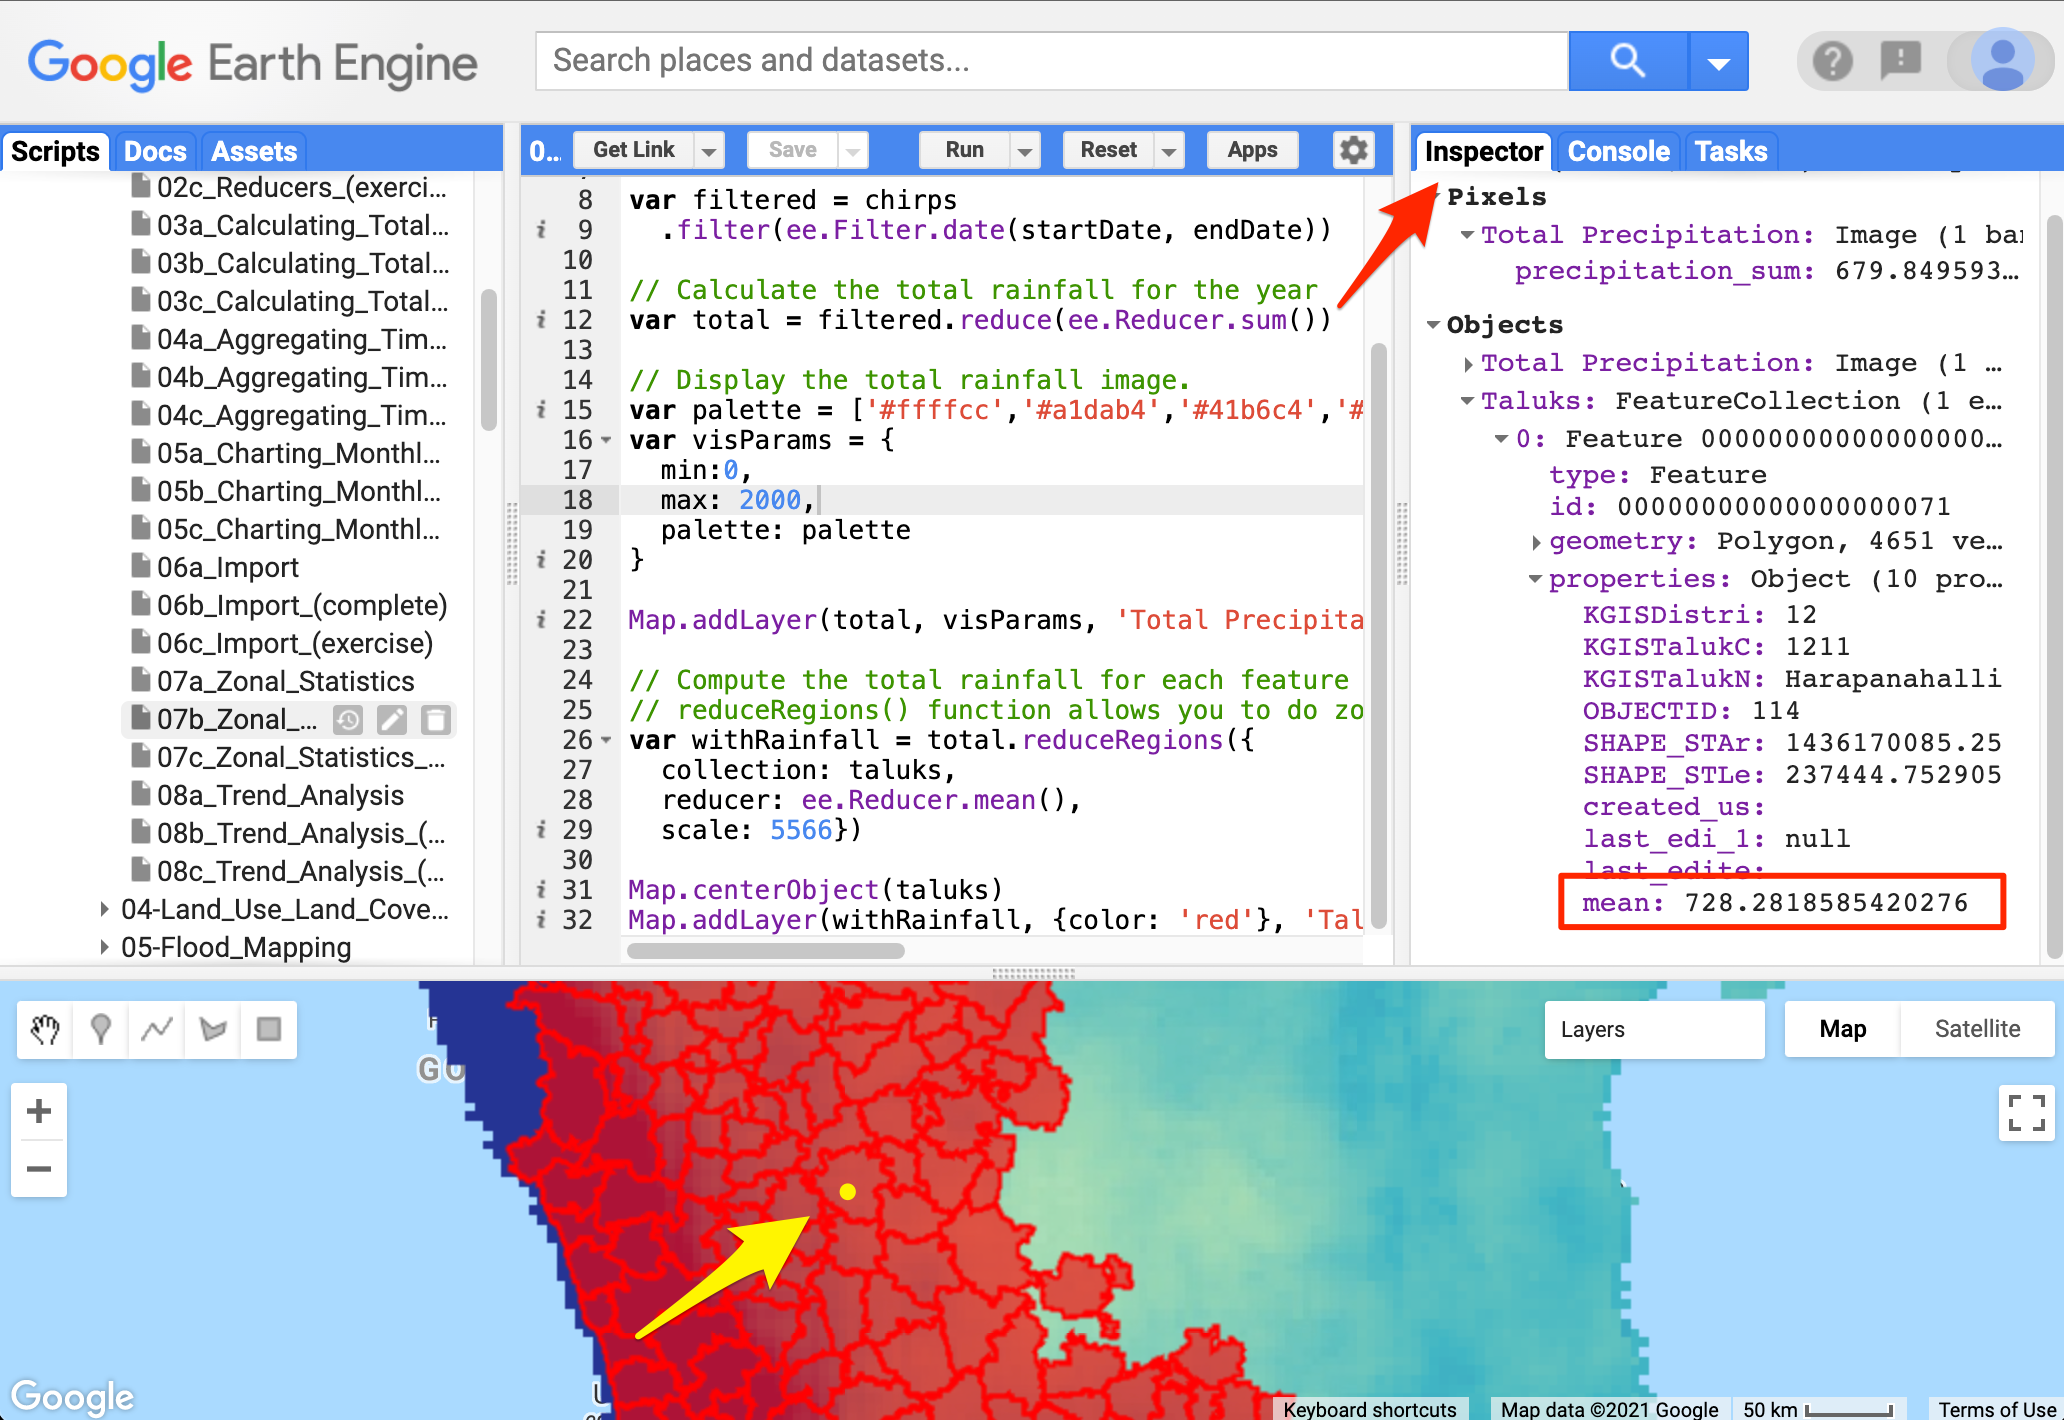 Google Earth Engine
Search places and datasets...
Scripts
Docs
Assets
02c_Reducers_(exerci...
03a_Calculating_Total...
03b_Calculating_Total...
03c_Calculating_Total...
04a_Aggregating_Tim...
04b_Aggregating_Tim...
04c_Aggregating_Tim...
05a_Charting_Monthl...
05b_Charting_Monthl...
05c_Charting_Monthl...
06a_Import
06b_Import_(complete)
06c_Import_(exercise)
07a_Zonal_Statistics
07b_Zonal_...
07c_Zonal_Statistics_...
08a_Trend_Analysis
08b_Trend_Analysis_(...
08c_Trend_Analysis_(...
04-Land_Use_Land_Cove...
05-Flood_Mapping
0...
Get Link
Save
Run
Reset
Apps
8 var filtered = chirps
i 9 .filter(ee.Filter.date(startDate, endDate))
10
11 // Calculate the total rainfall for the year
i 12 var total = filtered.reduce(ee.Reducer.sum())
13
14 // Display the total rainfall image.
i 15 var palette = ['#ffffcc','#a1dab4','#41b6c4','#
16 var visParams = {
17 min:0,
18 max: 2000,
19 palette: palette
i 20 }
21
i 22 Map.addLayer(total, visParams, 'Total Precipita
23
24 // Compute the total rainfall for each feature
25 // reduceRegions() function allows you to do zo
26 var withRainfall = total.reduceRegions({
27 collection: taluks,
28 reducer: ee.Reducer.mean(),
i 29 scale: 5566})
30
i 31 Map.centerObject(taluks)
i 32 Map.addLayer(withRainfall, {color: 'red'}, 'Tal
Inspector
Console
Tasks
Pixels
Total Precipitation: Image (1 ban
precipitation_sum: 679.849593...
Objects
Total Precipitation: Image (1 ...
Taluks: FeatureCollection (1 e...
0: Feature 00000000000000000...
type: Feature
id: 00000000000000000071
geometry: Polygon, 4651 ve...
properties: Object (10 pro...
KGISDistri: 12
KGISTalukC: 1211
KGISTalukN: Harapanahalli
OBJECTID: 114
SHAPE_STAr: 1436170085.25
SHAPE_STLe: 237444.752905
created_us:
last_edi_1: null
last_edite:
mean: 728.2818585420276
GO
Layers
Map
Satellite
+
−
Google
Keyboard shortcuts
Map data ©2021 Google
50 km
Terms of Use